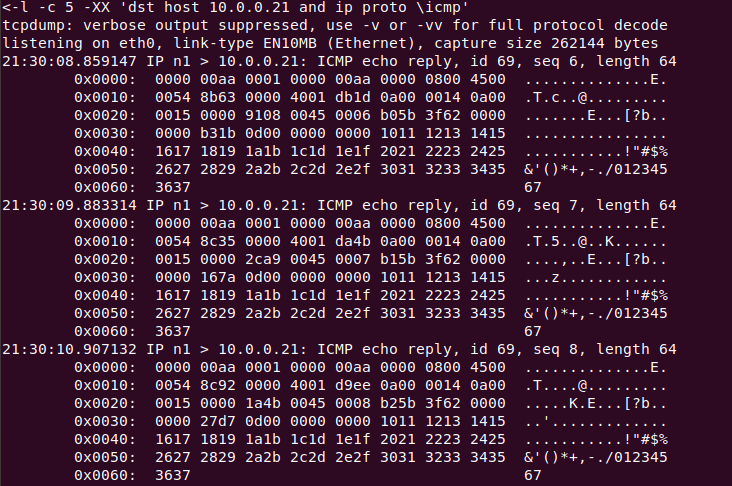 <-l -c 5 -XX 'dst host 10.0.0.21 and ip proto \icmp'
tcpdump: verbose output suppressed, use -v or -vv for full protocol decode
listening on eth0, link-type EN10MB (Ethernet), capture size 262144 bytes
21:30:08.859147 IP n1 > 10.0.0.21: ICMP echo reply, id 69, seq 6, length 64
        0x0000:  0000 00aa 0001 0000 00aa 0000 0800 4500  ..............E.
        0x0010:  0054 8b63 0000 4001 db1d 0a00 0014 0a00  .T.c..@.........
        0x0020:  0015 0000 9108 0045 0006 b05b 3f62 0000  .......E...[?b..
        0x0030:  0000 b31b 0d00 0000 0000 1011 1213 1415  ................
        0x0040:  1617 1819 1a1b 1c1d 1e1f 2021 2223 2425  ...........!"#$%
        0x0050:  2627 2829 2a2b 2c2d 2e2f 3031 3233 3435  &'()*+,-./012345
        0x0060:  3637                                     67
21:30:09.883314 IP n1 > 10.0.0.21: ICMP echo reply, id 69, seq 7, length 64
        0x0000:  0000 00aa 0001 0000 00aa 0000 0800 4500  ..............E.
        0x0010:  0054 8c35 0000 4001 da4b 0a00 0014 0a00  .T.5..@..K......
        0x0020:  0015 0000 2ca9 0045 0007 b15b 3f62 0000  ....,..E...[?b..
        0x0030:  0000 167a 0d00 0000 0000 1011 1213 1415  ...z............
        0x0040:  1617 1819 1a1b 1c1d 1e1f 2021 2223 2425  ...........!"#$%
        0x0050:  2627 2829 2a2b 2c2d 2e2f 3031 3233 3435  &'()*+,-./012345
        0x0060:  3637                                     67
21:30:10.907132 IP n1 > 10.0.0.21: ICMP echo reply, id 69, seq 8, length 64
        0x0000:  0000 00aa 0001 0000 00aa 0000 0800 4500  ..............E.
        0x0010:  0054 8c92 0000 4001 d9ee 0a00 0014 0a00  .T....@.........
        0x0020:  0015 0000 1a4b 0045 0008 b25b 3f62 0000  .....K.E...[?b..
        0x0030:  0000 27d7 0d00 0000 0000 1011 1213 1415  ..'.............
        0x0040:  1617 1819 1a1b 1c1d 1e1f 2021 2223 2425  ...........!"#$%
        0x0050:  2627 2829 2a2b 2c2d 2e2f 3031 3233 3435  &'()*+,-./012345
        0x0060:  3637                                     67